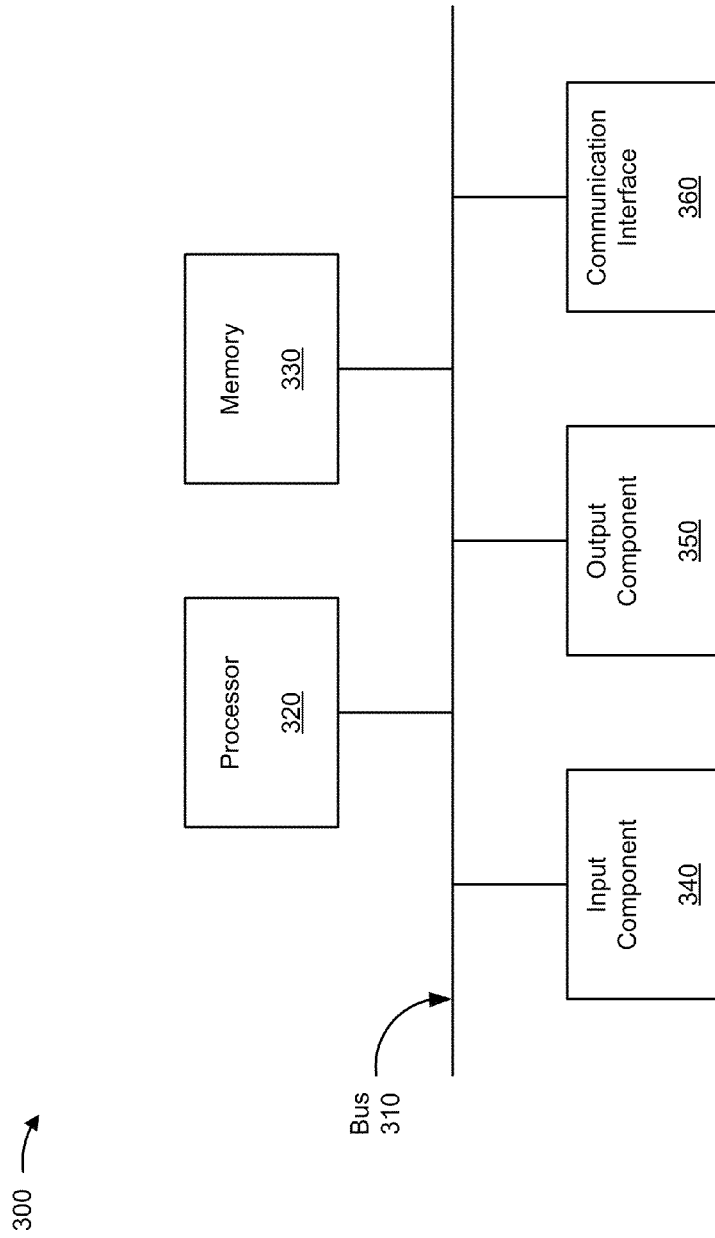 300
Bus
310
Processor
320
Memory
330
Input
Component
340
Output
Component
350
Communication
Interface
360